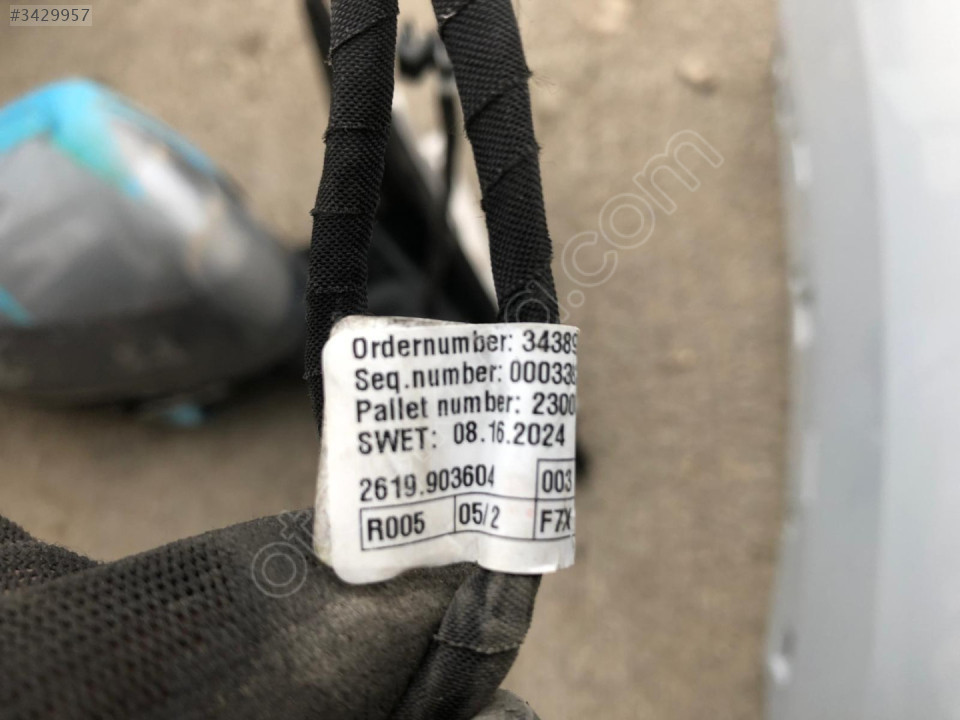 #3429957
Ordernumber: 34389
Seq.number: 00033
Pallet number: 2300
SWET: 08.16.2024
2619.903604 003
R005 05/2 F7X